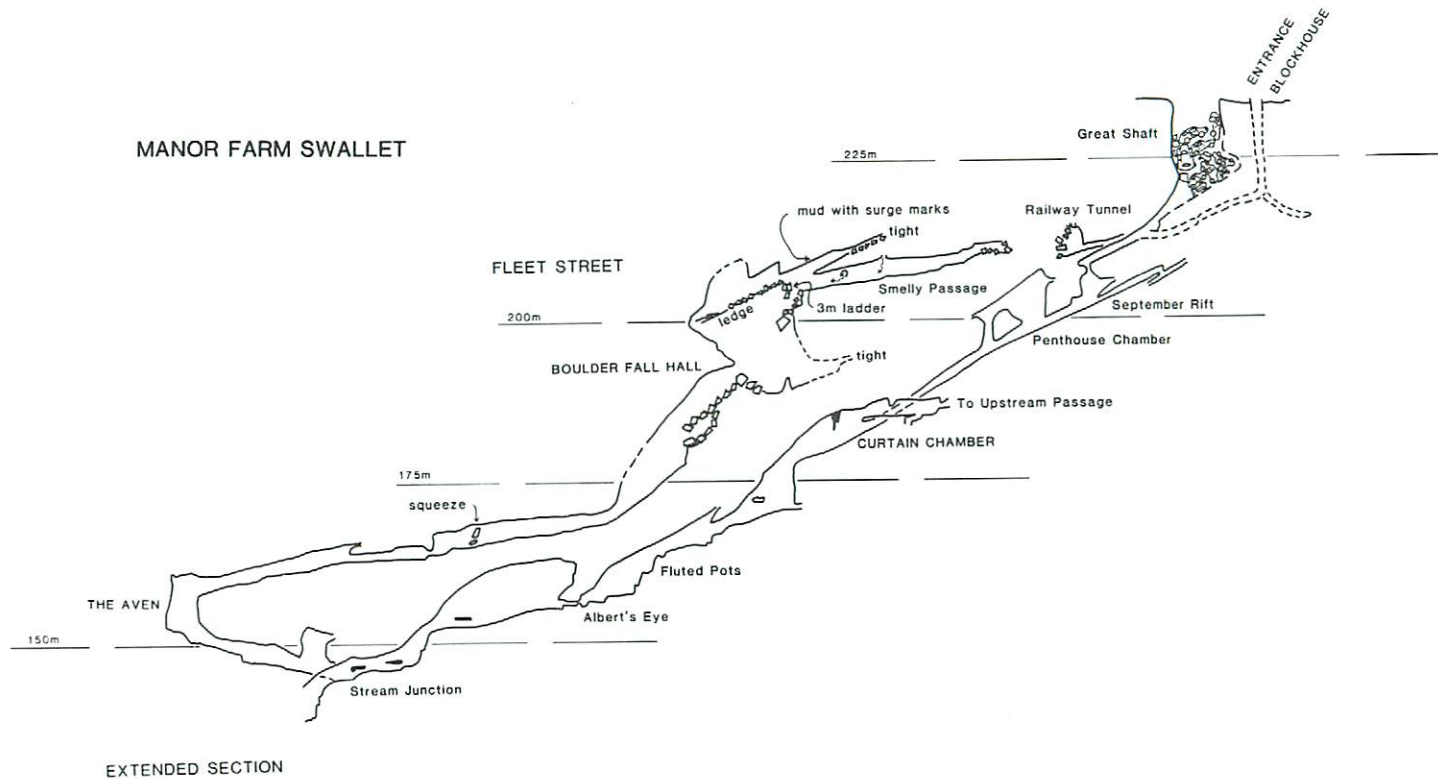 ENTRANCE
BLOCKHOUSE
Great Shaft
MANOR FARM SWALLET
225m
mud with surge marks
Railway Tunnel
tight
FLEET STREET
Smelly Passage
September Rift
3m ladder
ledge
200m
Penthouse Chamber
tight
BOULDER FALL HALL
To Upstream Passage
CURTAIN CHAMBER
175m
squeeze
Fluted Pots
THE AVEN
Albert's Eye
150m
Stream Junction
EXTENDED SECTION